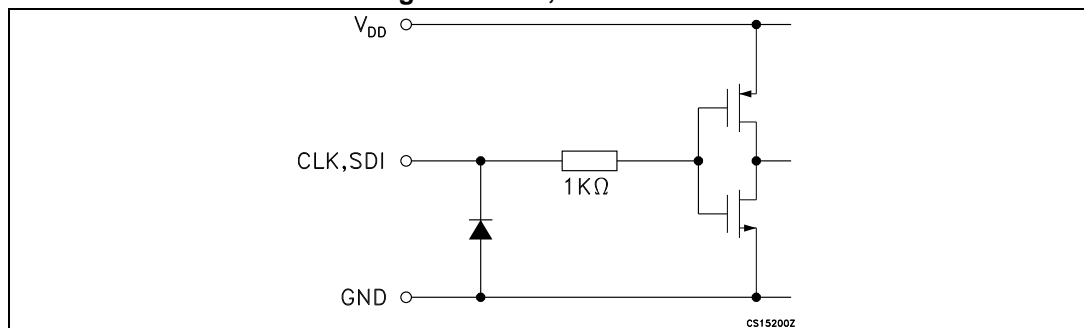 V_DD
CLK,SDI
1KΩ
GND
CS15200Z